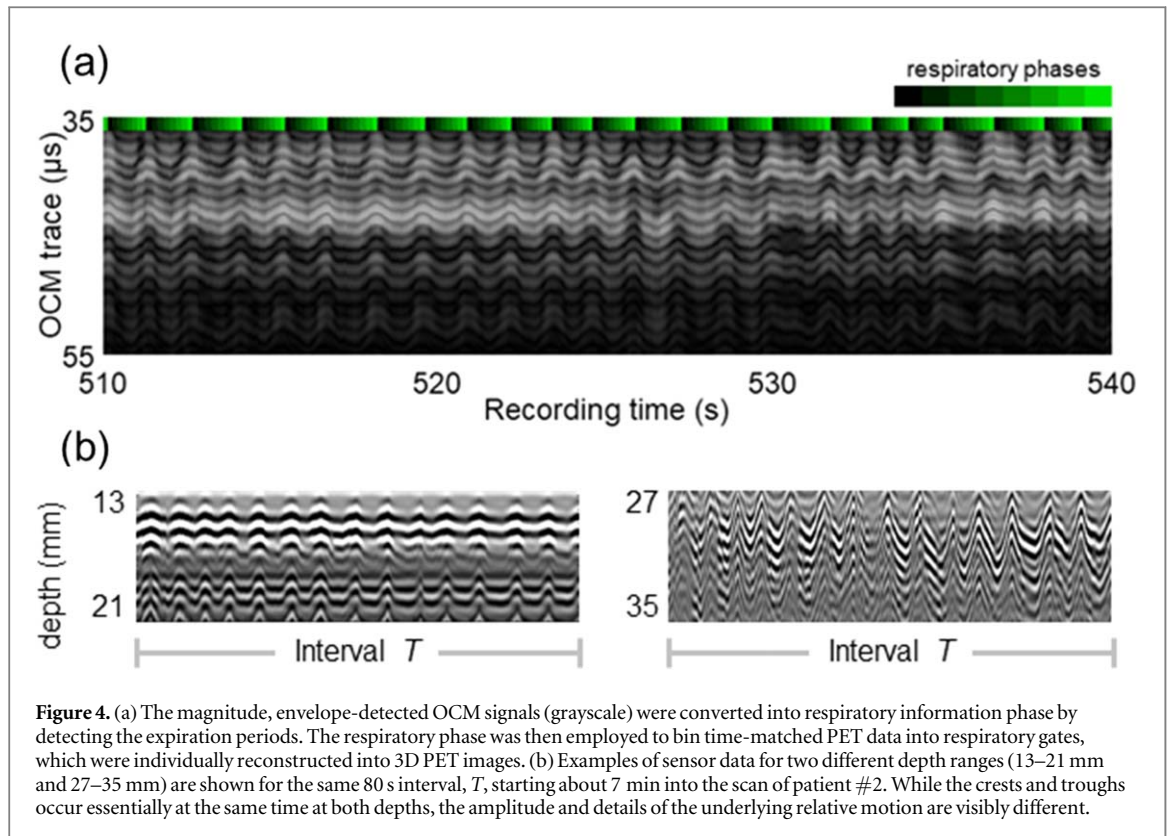 (a)
respiratory phases
35
OCM trace (μs)
55
510
520
530
540
Recording time (s)
(b)
13
depth (mm)
21
Interval T
27
35
Interval T
Figure 4. (a) The magnitude, envelope-detected OCM signals (grayscale) were converted into respiratory information phase by
detecting the expiration periods. The respiratory phase was then employed to bin time-matched PET data into respiratory gates,
which were individually reconstructed into 3D PET images. (b) Examples of sensor data for two different depth ranges (13–21 mm
and 27–35 mm) are shown for the same 80 s interval, T, starting about 7 min into the scan of patient #2. While the crests and troughs
occur essentially at the same time at both depths, the amplitude and details of the underlying relative motion are visibly different.